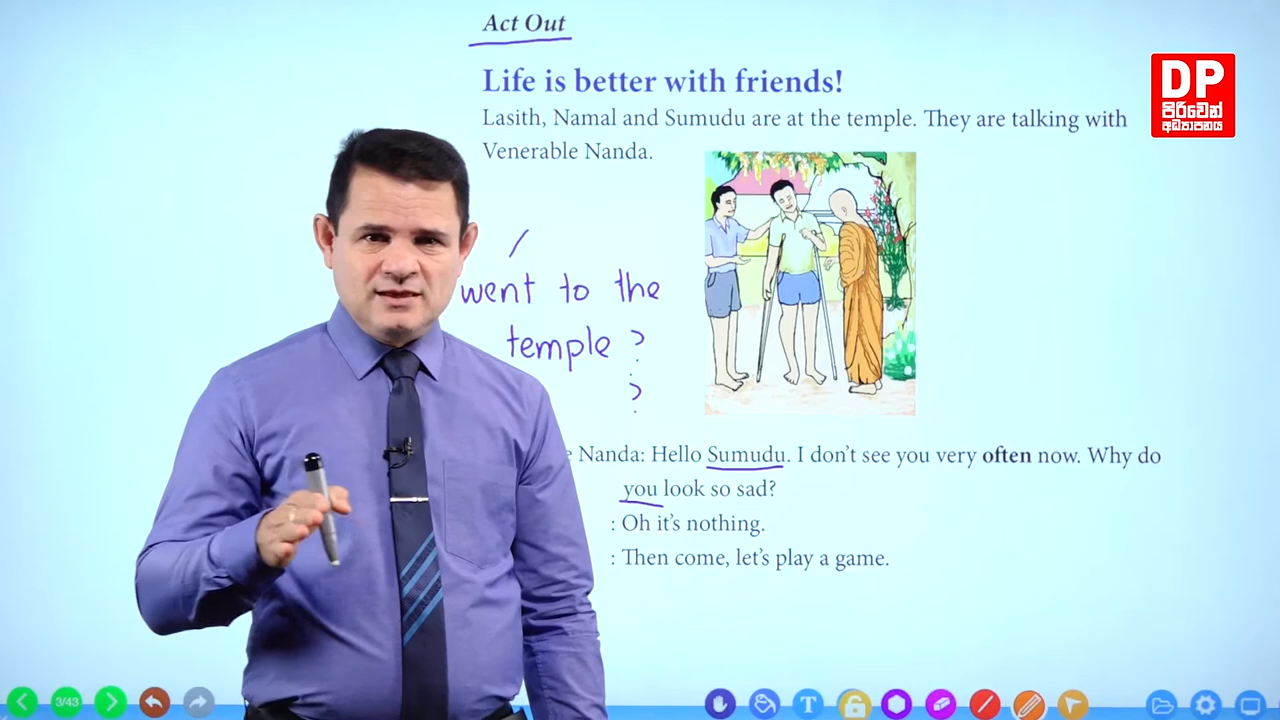 Act Out
Life is better with friends!
Lasith, Namal and Sumudu are at the temple. They are talking with
Venerable Nanda.
went to the
temple ?
?
e Nanda: Hello Sumudu. I don't see you very often now. Why do
you look so sad?
: Oh it's nothing.
: Then come, let's play a game.
DP
පිරිවෙන්
අධ්‍යාපනය
3/43
T